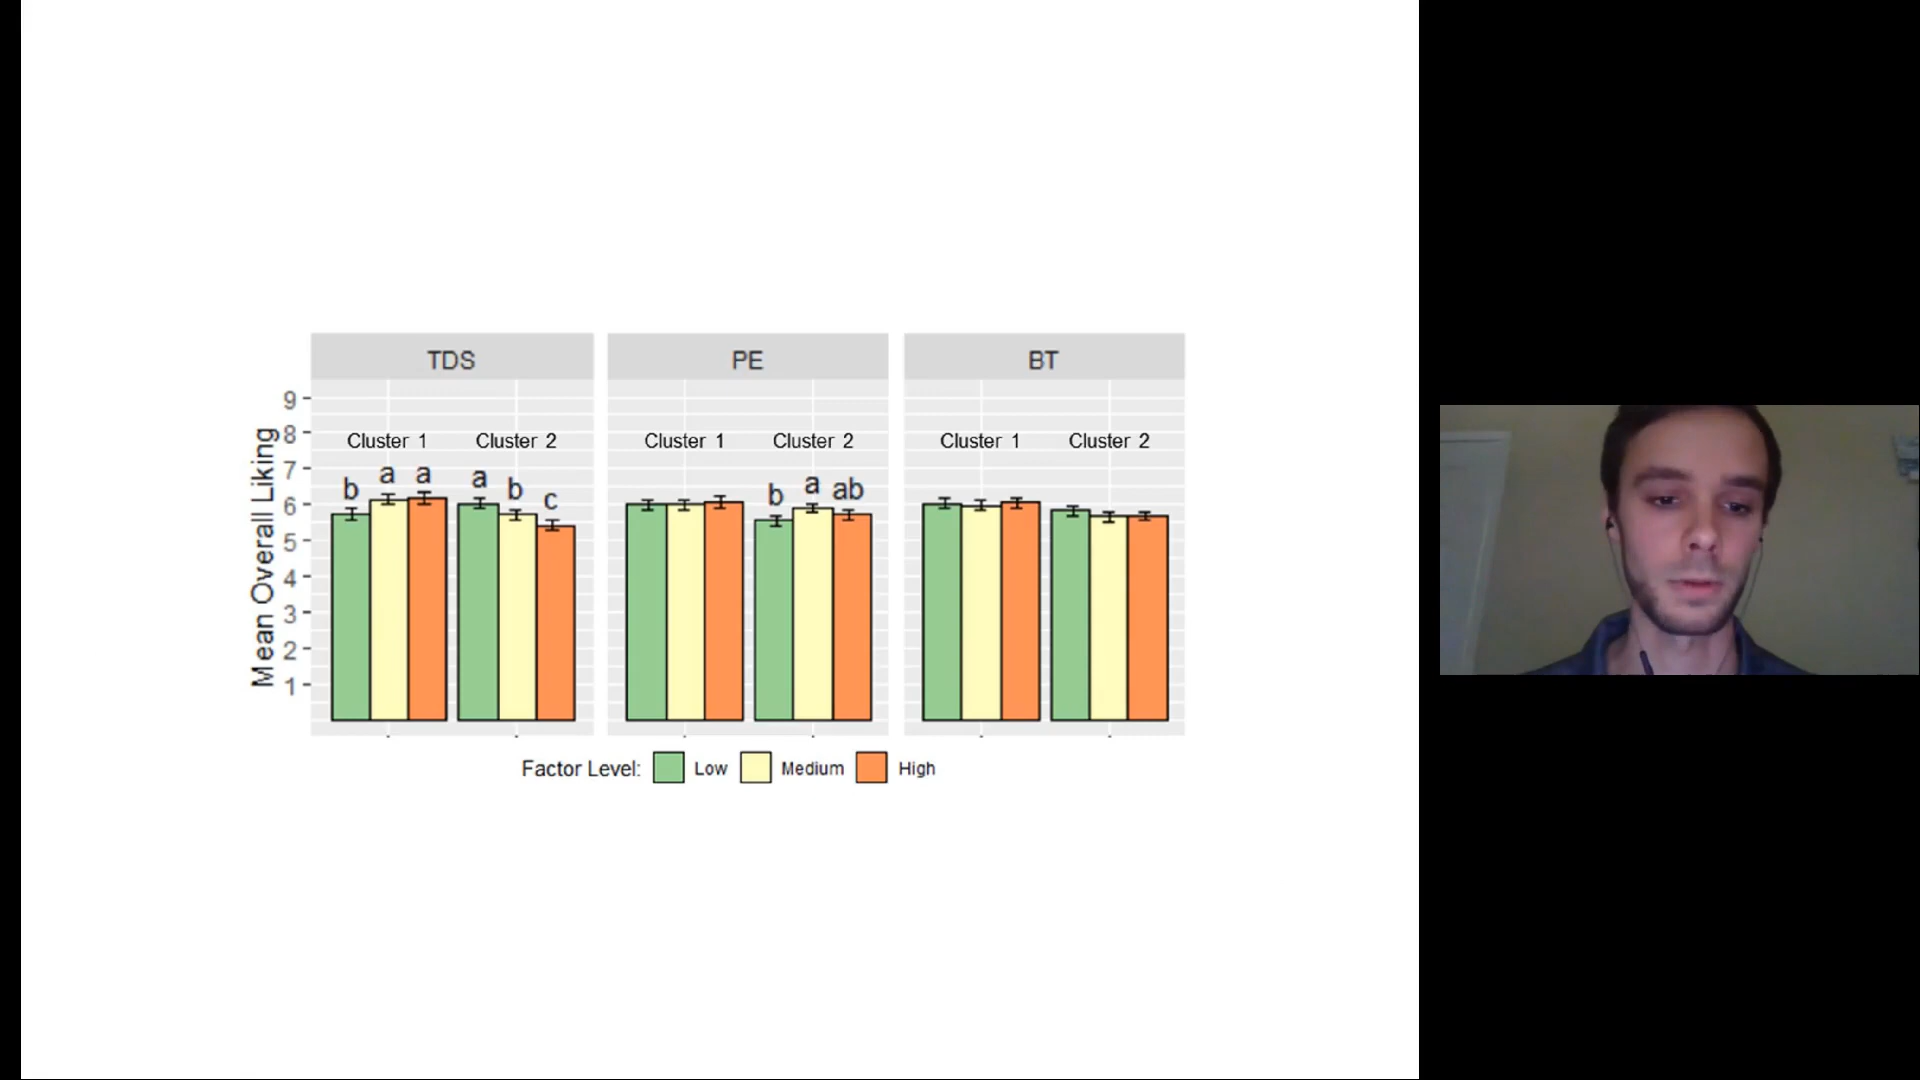 TDS PE BT
Mean Overall Liking
9
8
7
6
5
4
3
2
1
Cluster 1 Cluster 2 Cluster 1 Cluster 2 Cluster 1 Cluster 2
b a a a b c b a ab
Factor Level: Low Medium High